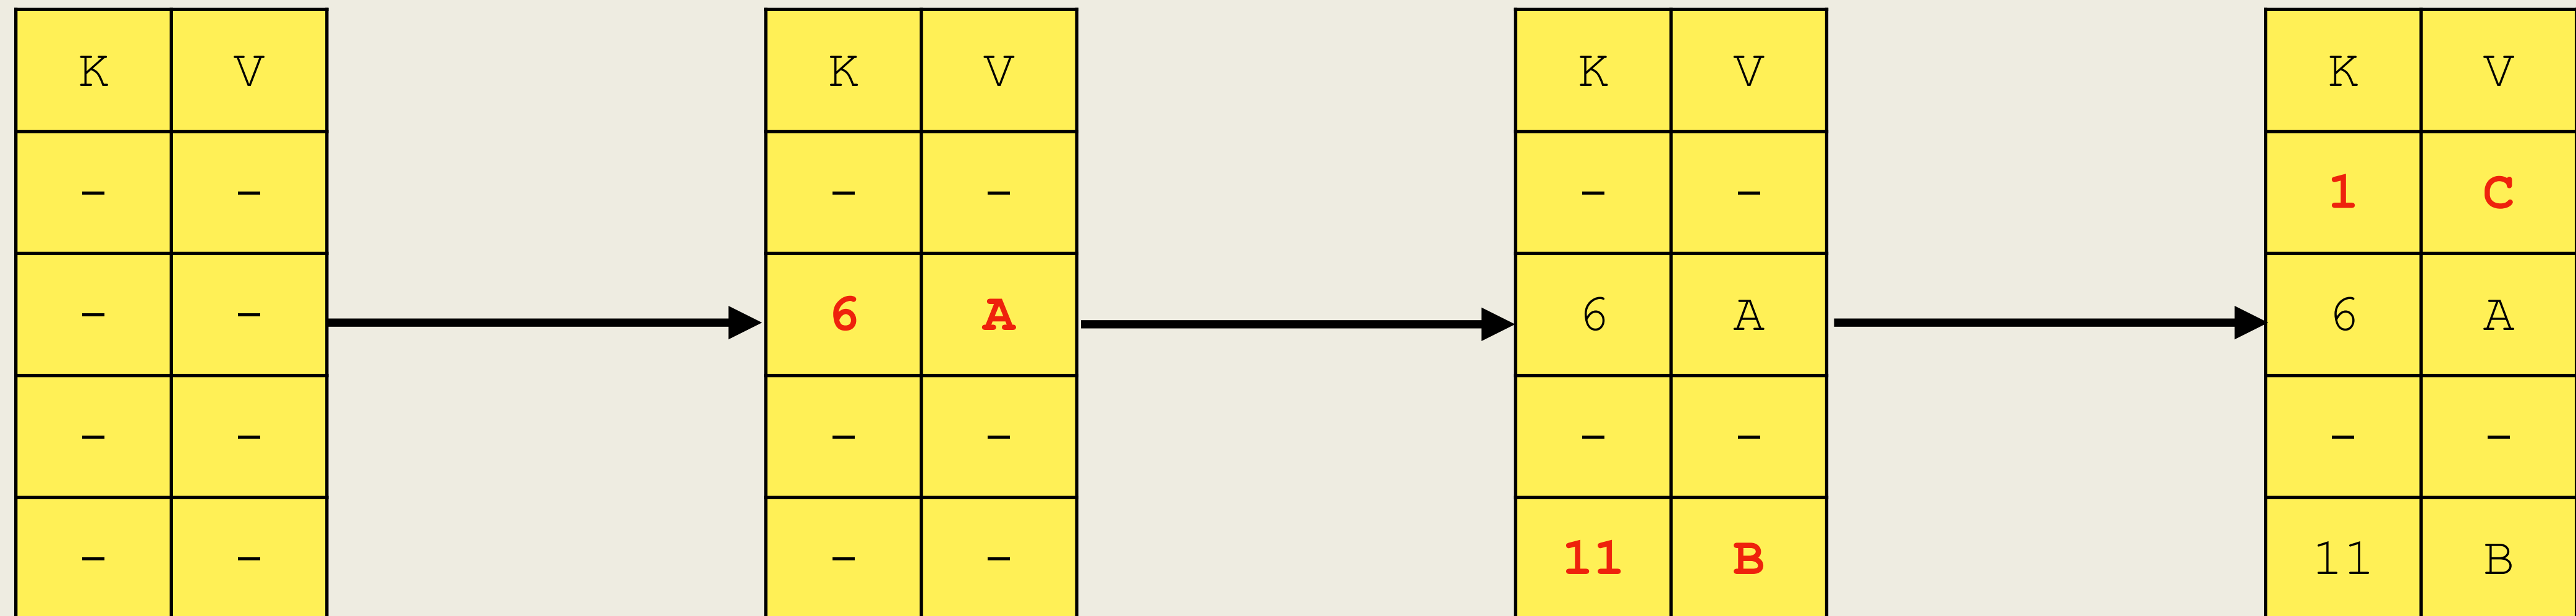 K V K V K V K V
- - - - - - 1 C
- - 6 A 6 A 6 A
- - - - - - - -
- - - - 11 B 11 B